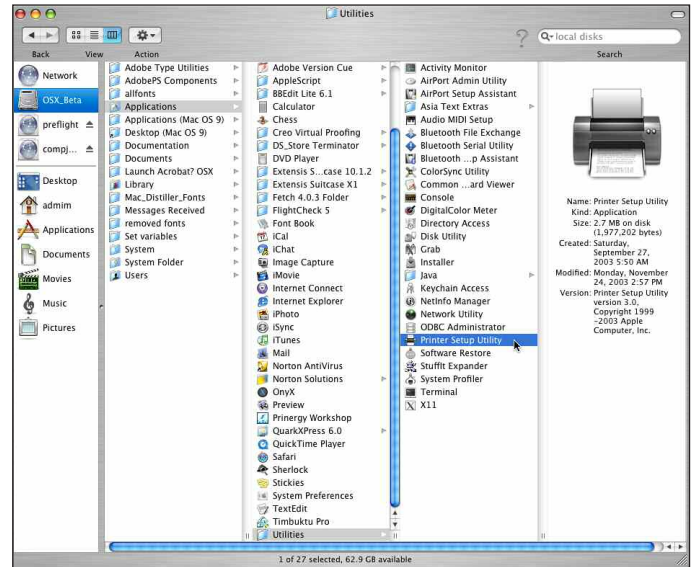 Utilities
Back
View
Action
local disks
Search
Network
OSX_Beta
preflight
compj...
Desktop
admim
Applications
Documents
Movies
Music
Pictures
Adobe Type Utilities
AdobePS Components
allfonts
Applications
Applications (Mac OS 9)
Desktop (Mac OS 9)
Documentation
Documents
Launch Acrobat? OSX
Library
Mac_Distiller_Fonts
Messages Received
removed fonts
Set variables
System
System Folder
Users
Adobe Version Cue
AppleScript
BBEdit Lite 6.1
Calculator
Chess
Creo Virtual Proofing
DS_Store Terminator
DVD Player
Extensis S...case 10.1.2
Extensis Suitcase X1
Fetch 4.0.3 Folder
FlightCheck 5
Font Book
iCal
iChat
Image Capture
iMovie
Internet Connect
Internet Explorer
iPhoto
iSync
iTunes
Mail
Norton AntiVirus
Norton Solutions
OnyX
Preview
Prinergy Workshop
QuarkXPress 6.0
QuickTime Player
Safari
Sherlock
Stickies
System Preferences
TextEdit
Timbuktu Pro
Utilities
Activity Monitor
AirPort Admin Utility
AirPort Setup Assistant
Asia Text Extras
Audio MIDI Setup
Bluetooth File Exchange
Bluetooth Serial Utility
Bluetooth ...p Assistant
ColorSync Utility
Common ...ard Viewer
Console
DigitalColor Meter
Directory Access
Disk Utility
Grab
Installer
Java
Keychain Access
NetInfo Manager
Network Utility
ODBC Administrator
Printer Setup Utility
Software Restore
StuffIt Expander
System Profiler
Terminal
X11
Name: Printer Setup Utility
Kind: Application
Size: 2.7 MB on disk
(1,977,202 bytes)
Created: Saturday,
September 27,
2003 5:50 AM
Modified: Monday, November
24, 2003 2:57 PM
Version: Printer Setup Utility
version 3.0,
Copyright 1999
-2003 Apple
Computer, Inc.
1 of 27 selected, 62.9 GB available